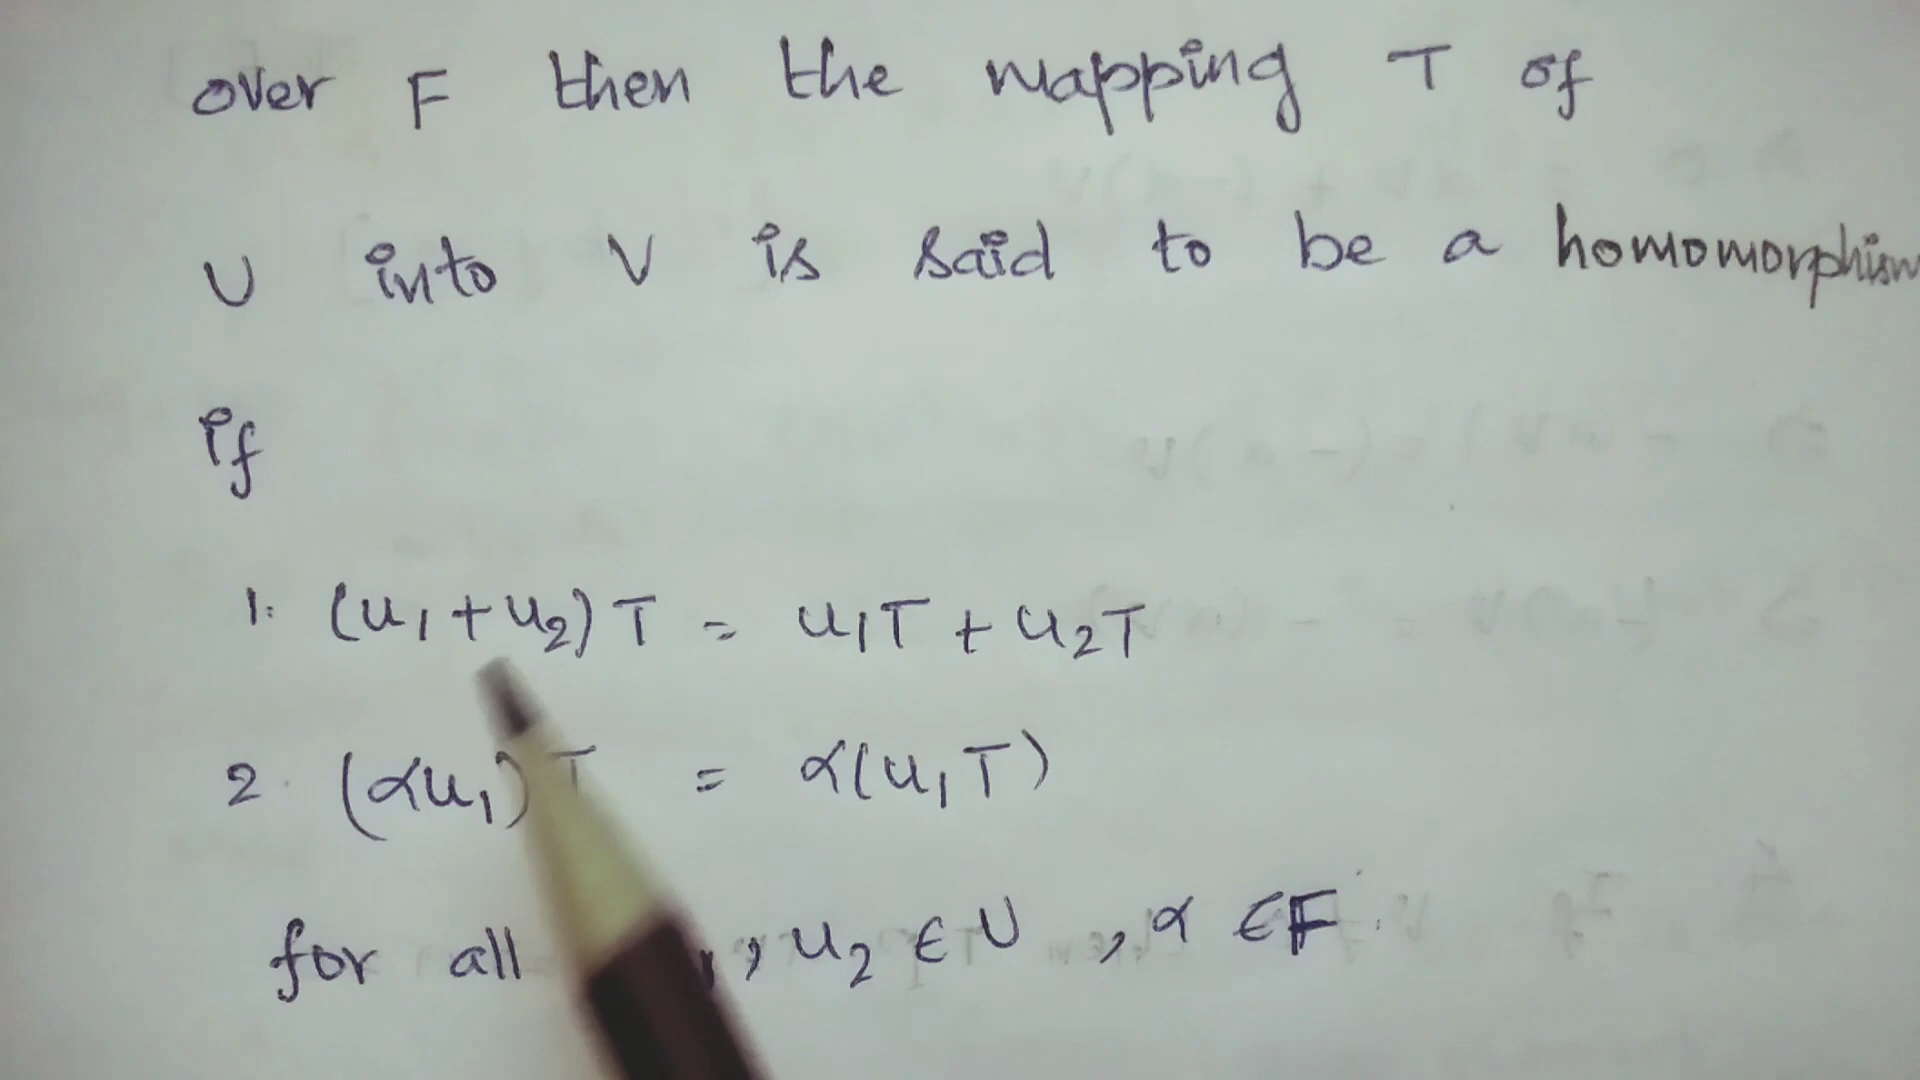 over F then the mapping T of
U into V is said to be a homomorphism
if
1. (u₁+u₂)T = u₁T + u₂T
2. (αu₁)T = α(u₁T)
for all , u₂ ∈ U , α ∈ F.